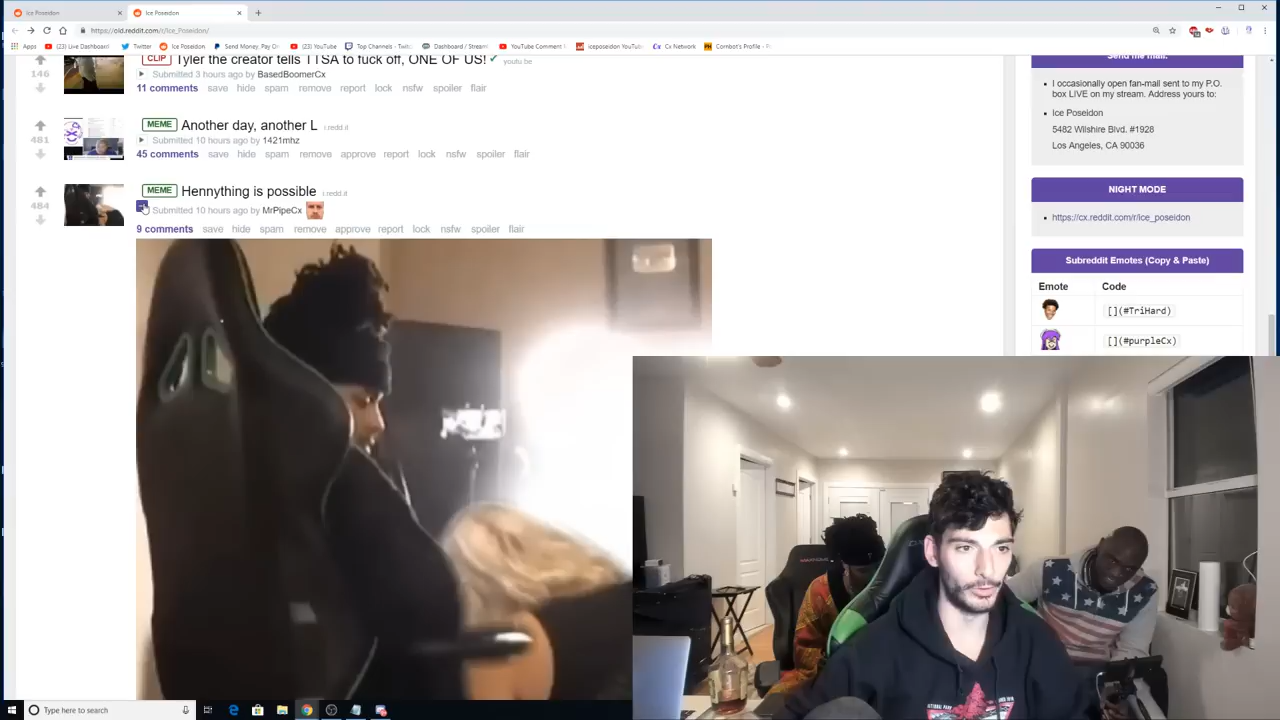 Ice Poseidon
Ice Poseidon
https://old.reddit.com/r/Ice_Poseidon/
Apps
(23) Live Dashboard
Twitter
Ice Poseidon
Send Money, Pay On
(23) YouTube
Top Channels - Twitc
Dashboard / Stream
YouTube Comment
iceposeidon YouTub
Cx Network
Combot's Profile - P
146
CLIP Tyler the creator tells TTSA to fuck off, ONE OF US! youtu.be
Submitted 3 hours ago by BasedBoomerCx
11 comments save hide spam remove report lock nsfw spoiler flair
481
MEME Another day, another L i.redd.it
Submitted 10 hours ago by 1421mhz
45 comments save hide spam remove approve report lock nsfw spoiler flair
484
MEME Hennything is possible i.redd.it
Submitted 10 hours ago by MrPipeCx
9 comments save hide spam remove approve report lock nsfw spoiler flair
Send me mail:
I occasionally open fan-mail sent to my P.O.
box LIVE on my stream. Address yours to:
Ice Poseidon
5482 Wilshire Blvd. #1928
Los Angeles, CA 90036
NIGHT MODE
https://cx.reddit.com/r/ice_poseidon
Subreddit Emotes (Copy & Paste)
Emote Code
[](#TriHard)
[](#purpleCx)
Type here to search